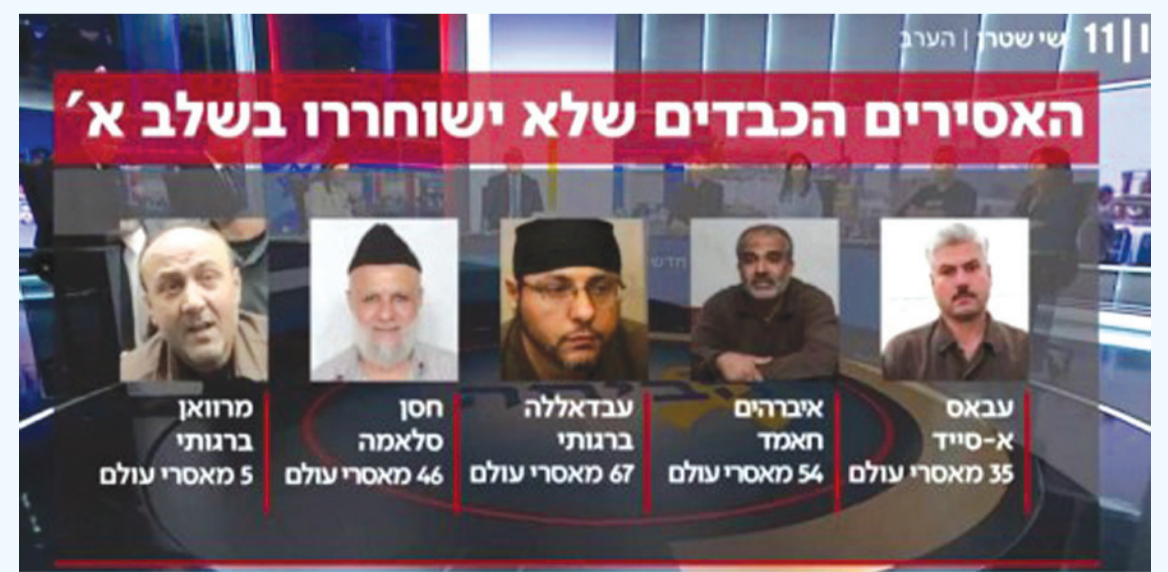 11 שי שטרן | הערב
האסירים הכבדים שלא ישוחררו בשלב א׳
עבאס
א-סייד
35 מאסרי עולם
איברהים
חאמד
54 מאסרי עולם
עבדאללה
ברגותי
67 מאסרי עולם
חסן
סלאמה
46 מאסרי עולם
מרוואן
ברגותי
5 מאסרי עולם